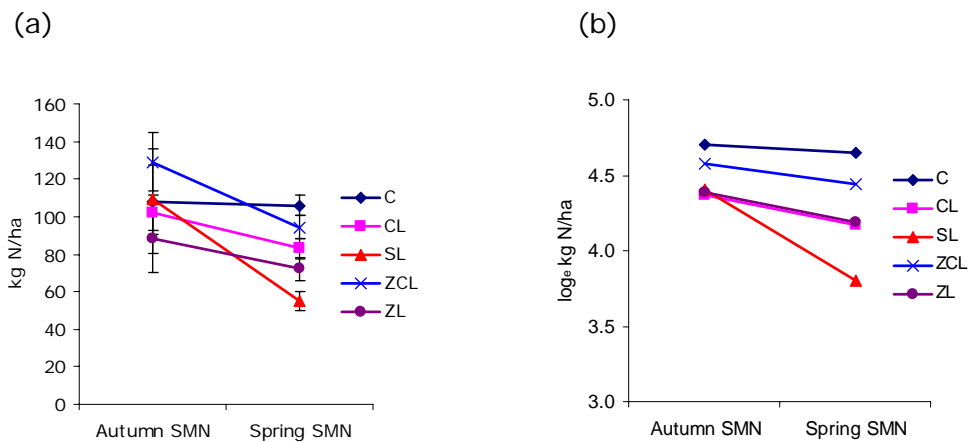 (a)
kg N/ha
160
140
120
100
80
60
40
20
0
Autumn SMN Spring SMN
C
CL
SL
ZCL
ZL
(b)
loge kg N/ha
5.0
4.5
4.0
3.5
3.0
Autumn SMN Spring SMN
C
CL
SL
ZCL
ZL